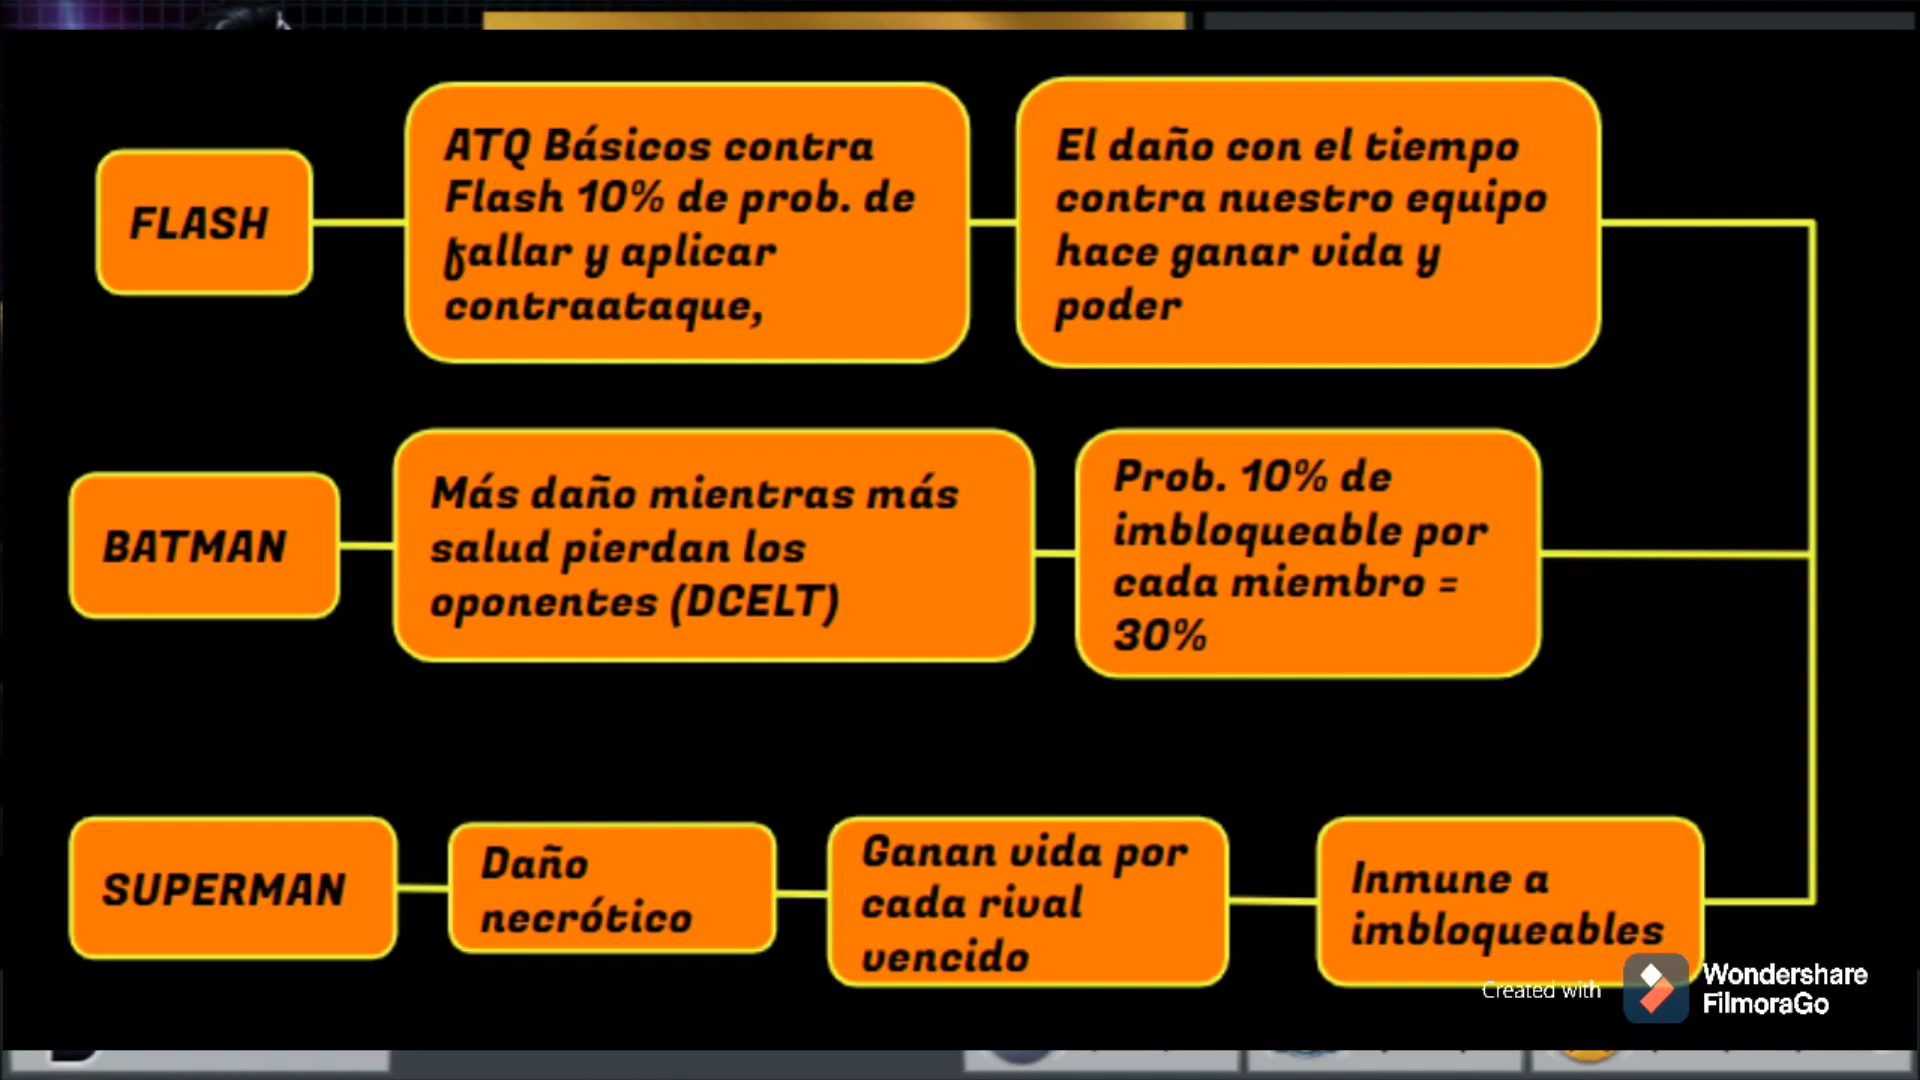 FLASH
ATQ Básicos contra
Flash 10% de prob. de
fallar y aplicar
contraataque,
El daño con el tiempo
contra nuestro equipo
hace ganar vida y
poder
BATMAN
Más daño mientras más
salud pierdan los
oponentes (DCELT)
Prob. 10% de
imbloqueable por
cada miembro =
30%
SUPERMAN
Daño
necrótico
Ganan vida por
cada rival
vencido
Inmune a
imbloqueables
Created with
Wondershare
FilmoraGo